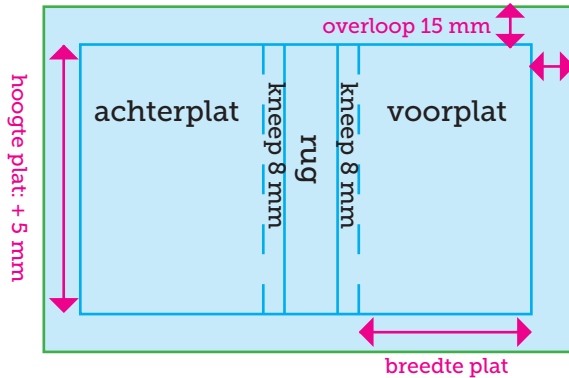 overloop 15 mm
hoogte plat: + 5 mm
achterplat
kneep 8 mm
rug
kneep 8 mm
voorplat
breedte plat